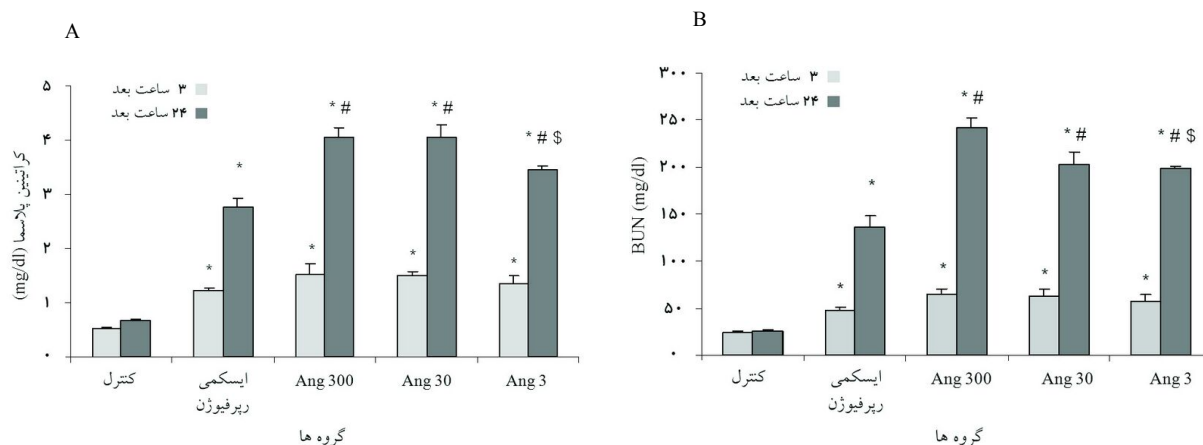 A
۳ ساعت بعد
۲۴ ساعت بعد
کراتینین پلاسما (mg/dl)
۵
۴
۳
۲
۱
۰
* #
* #
* # $
*
*
*
*
*
کنترل
ایسکمی
رپرفیوژن
Ang 300
Ang 30
Ang 3
گروه ها
B
۳ ساعت بعد
۲۴ ساعت بعد
BUN (mg/dl)
۳۰۰
۲۵۰
۲۰۰
۱۵۰
۱۰۰
۵۰
۰
* #
* #
* # $
*
*
*
*
*
کنترل
ایسکمی
رپرفیوژن
Ang 300
Ang 30
Ang 3
گروه ها